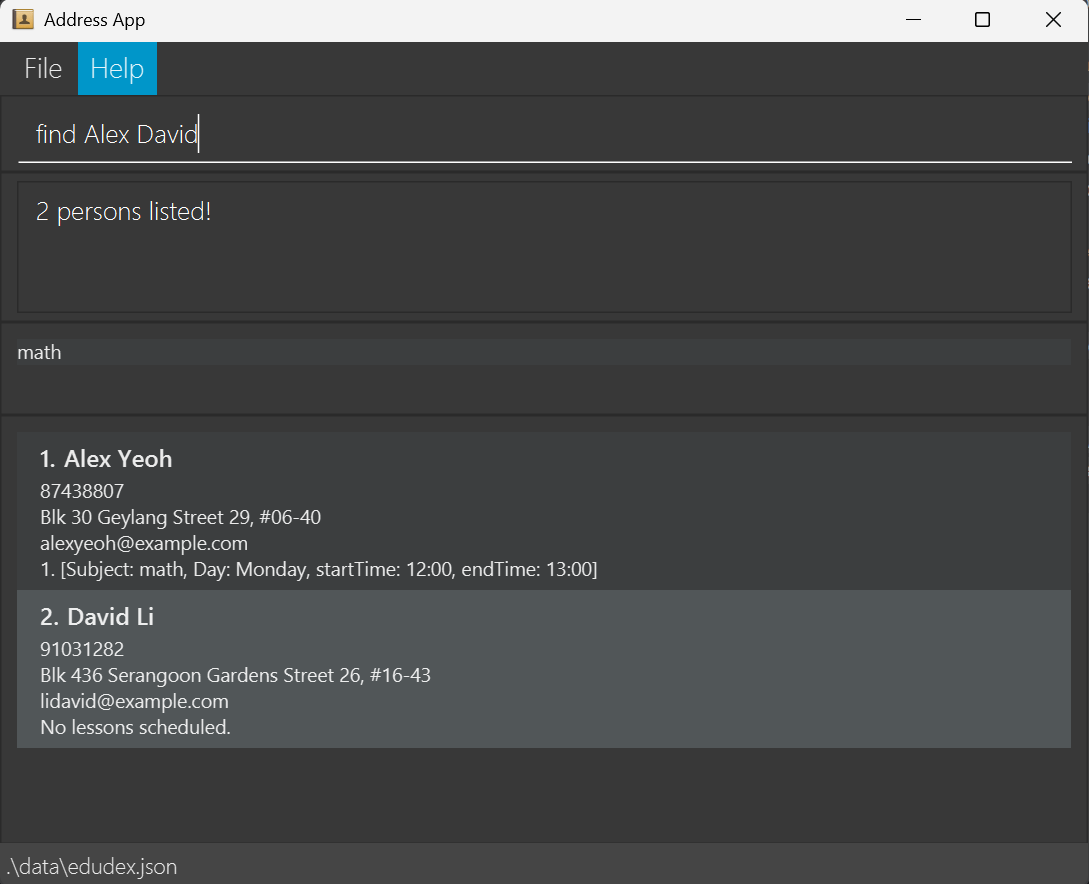 Address App
File Help
find Alex David
2 persons listed!
math
1. Alex Yeoh
87438807
Blk 30 Geylang Street 29, #06-40
alexyeoh@example.com
1. [Subject: math, Day: Monday, startTime: 12:00, endTime: 13:00]
2. David Li
91031282
Blk 436 Serangoon Gardens Street 26, #16-43
lidavid@example.com
No lessons scheduled.
.\data\edudex.json